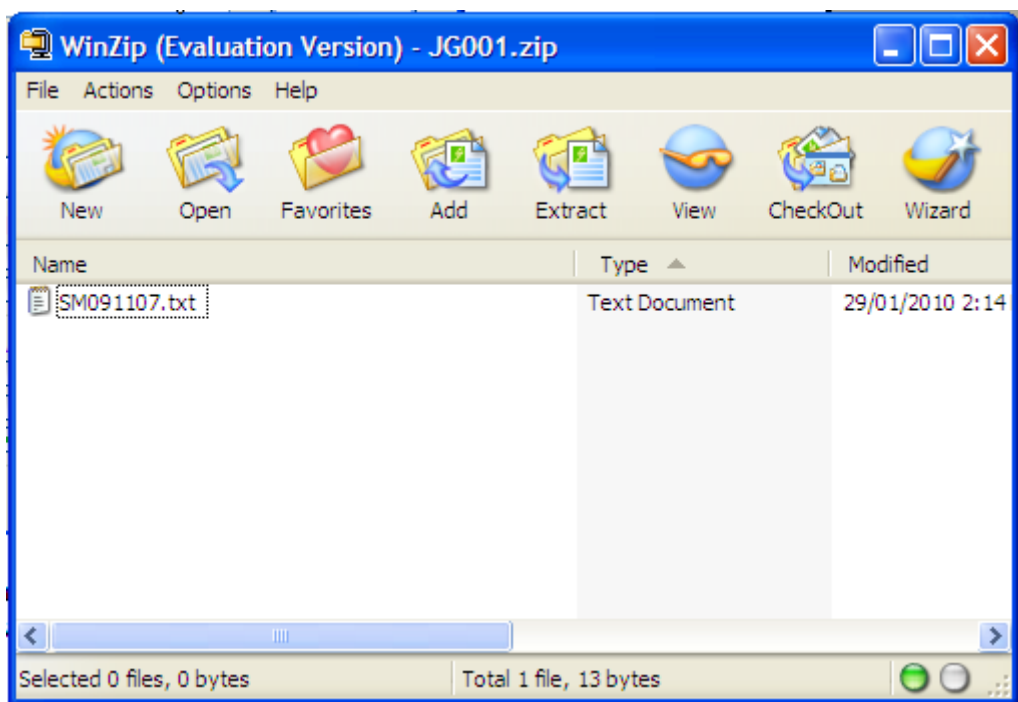 WinZip (Evaluation Version) - JG001.zip
File Actions Options Help
New Open Favorites Add Extract View CheckOut Wizard
Name Type Modified
SM091107.txt Text Document 29/01/2010 2:14
Selected 0 files, 0 bytes Total 1 file, 13 bytes